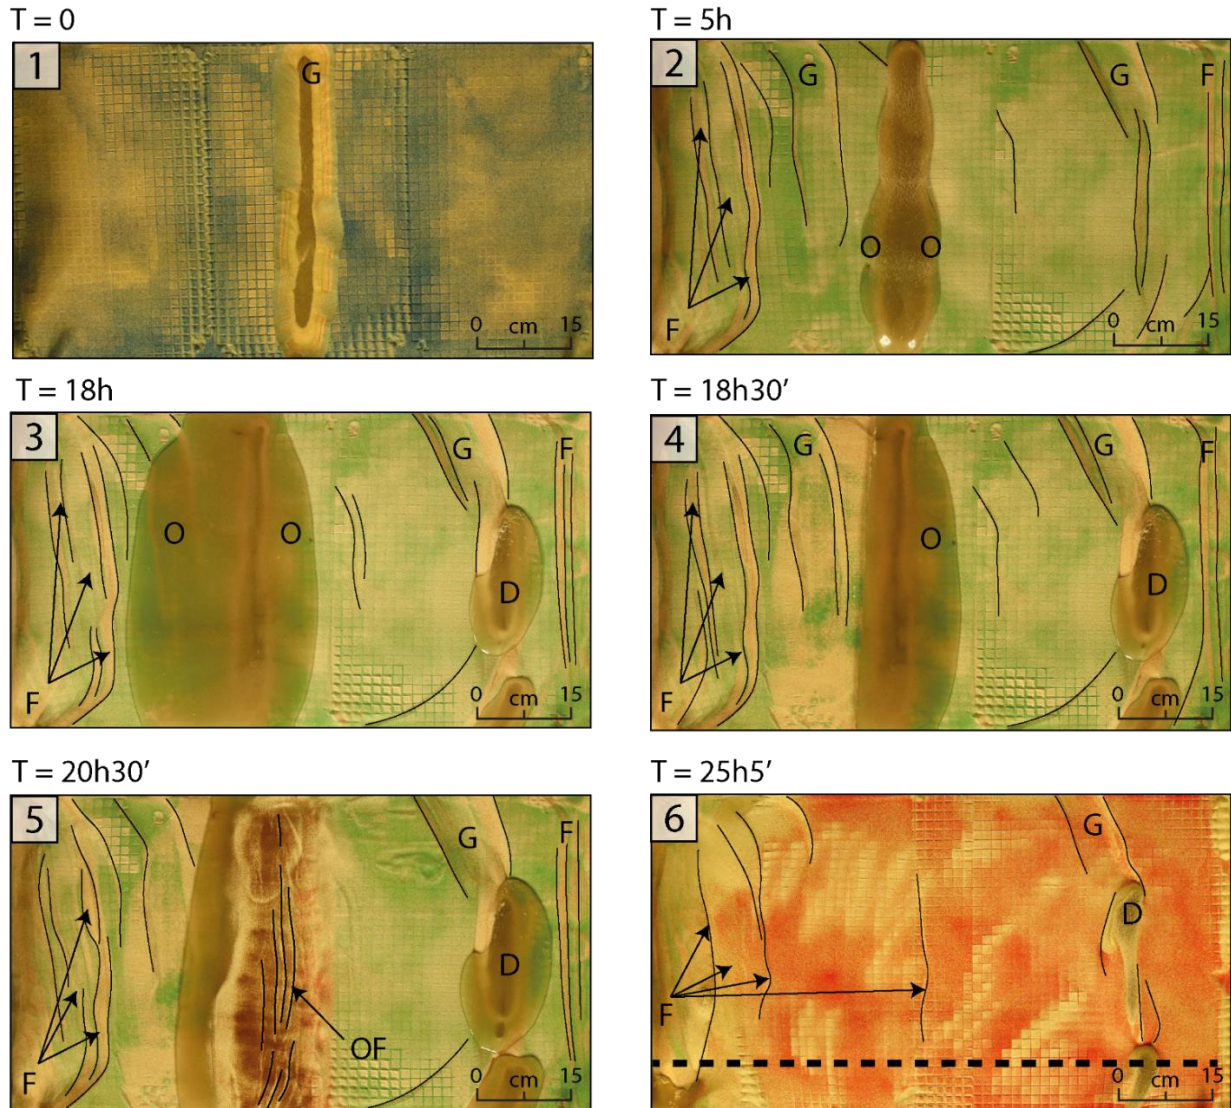 T = 0
1
G
0 cm 15
T = 5h
2
G G F
O O
F
0 cm 15
T = 18h
3
G F
O O
D
F
0 cm 15
T = 18h30’
4
G G F
O
D
F
0 cm 15
T = 20h30’
5
G F
D
OF
F
0 cm 15
T = 25h5’
6
G
D
F
0 cm 15